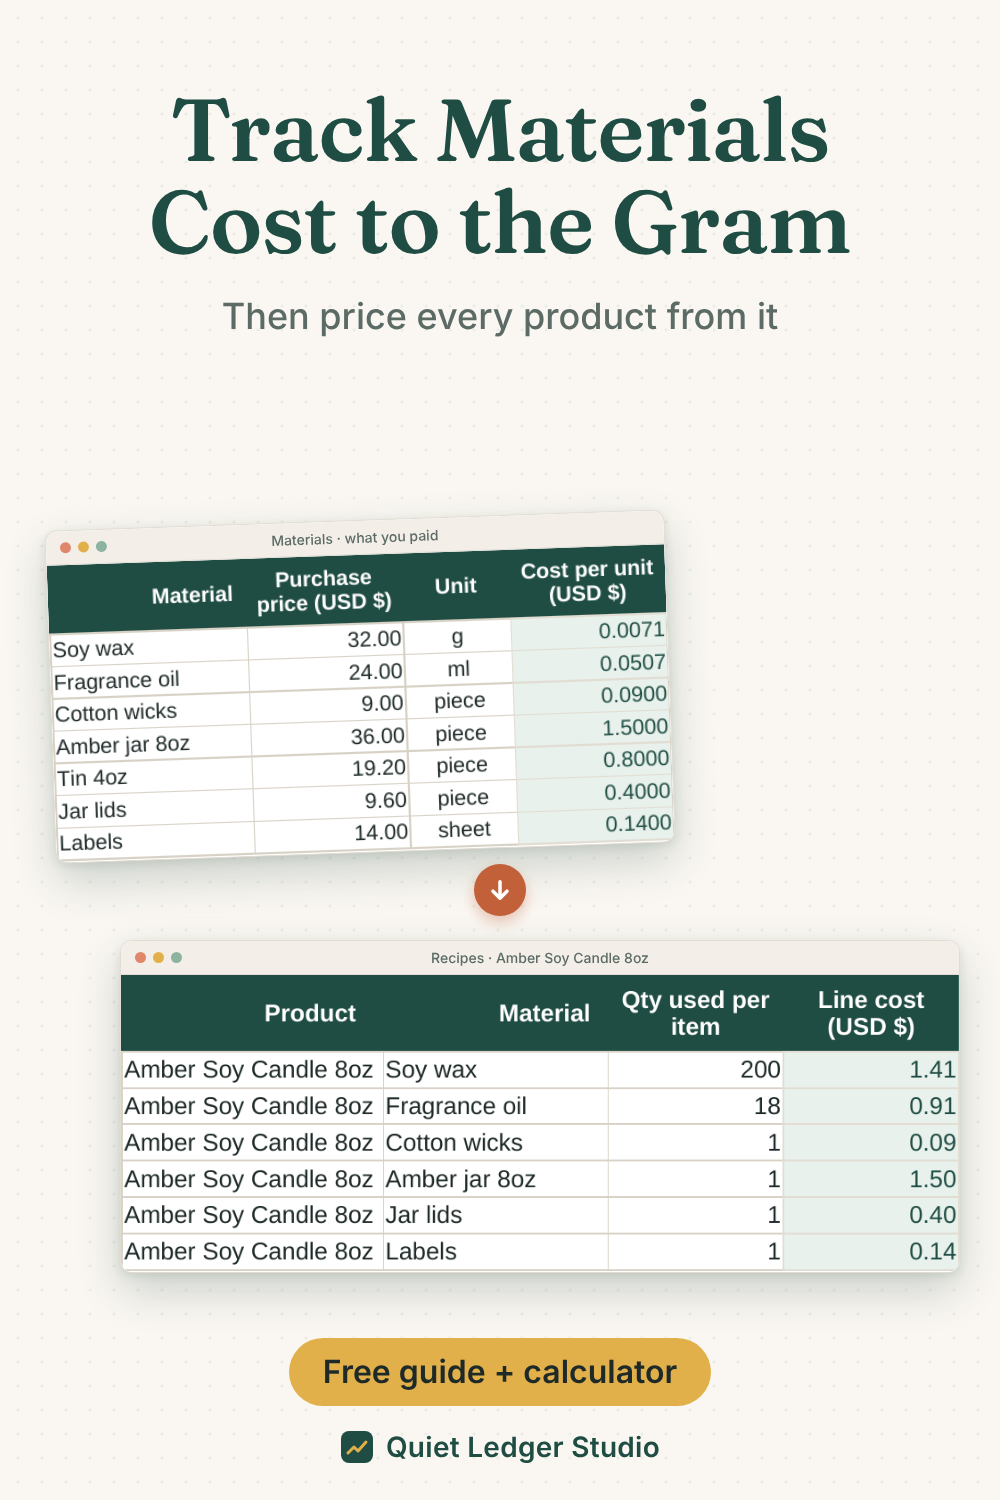 Track Materials
Cost to the Gram
Then price every product from it
Materials · what you paid
Material Purchase price (USD $) Unit Cost per unit (USD $)
Soy wax 32.00 g 0.0071
Fragrance oil 24.00 ml 0.0507
Cotton wicks 9.00 piece 0.0900
Amber jar 8oz 36.00 piece 1.5000
Tin 4oz 19.20 piece 0.8000
Jar lids 9.60 piece 0.4000
Labels 14.00 sheet 0.1400
Recipes · Amber Soy Candle 8oz
Product Material Qty used per item Line cost (USD $)
Amber Soy Candle 8oz Soy wax 200 1.41
Amber Soy Candle 8oz Fragrance oil 18 0.91
Amber Soy Candle 8oz Cotton wicks 1 0.09
Amber Soy Candle 8oz Amber jar 8oz 1 1.50
Amber Soy Candle 8oz Jar lids 1 0.40
Amber Soy Candle 8oz Labels 1 0.14
Free guide + calculator
Quiet Ledger Studio